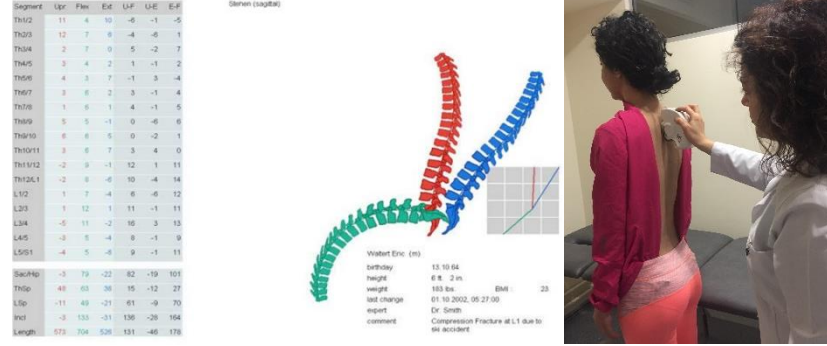 Segment Upr. Flex Ext U-F U-E E-F
Th1/2 11 4 10 -6 -1 -5
Th2/3 12 7 6 -4 -6 1
Th3/4 2 7 0 5 -2 7
Th4/5 3 4 2 1 -1 2
Th5/6 4 3 7 -1 3 -4
Th6/7 3 6 2 3 -1 4
Th7/8 1 6 1 4 -1 5
Th8/9 5 5 -1 0 -6 6
Th9/10 6 6 5 0 -2 1
Th10/11 3 6 7 3 4 0
Th11/12 -2 9 -1 12 1 11
Th12/L1 -2 8 -6 10 -4 14
L1/2 1 7 -4 6 -6 12
L2/3 1 12 1 11 -1 11
L3/4 -5 11 -2 16 3 13
L4/5 -3 5 -4 8 -1 9
L5/S1 -4 5 -6 9 -1 11
Sac/Hip -3 79 -22 82 -19 101
ThSp 48 63 36 15 -12 27
LSp -11 49 -21 61 -9 70
Incl -3 133 -31 136 -28 164
Length 573 704 526 131 -46 178
Stehen (sagittal)
Waltert Eric (m)
birthday 13.10.64
height 6 ft. 2 in.
weight 183 lbs. BMI : 23
last change 01.10.2002, 05:27:00
expert Dr. Smith
comment Compression Fracture at L1 due to
ski accident